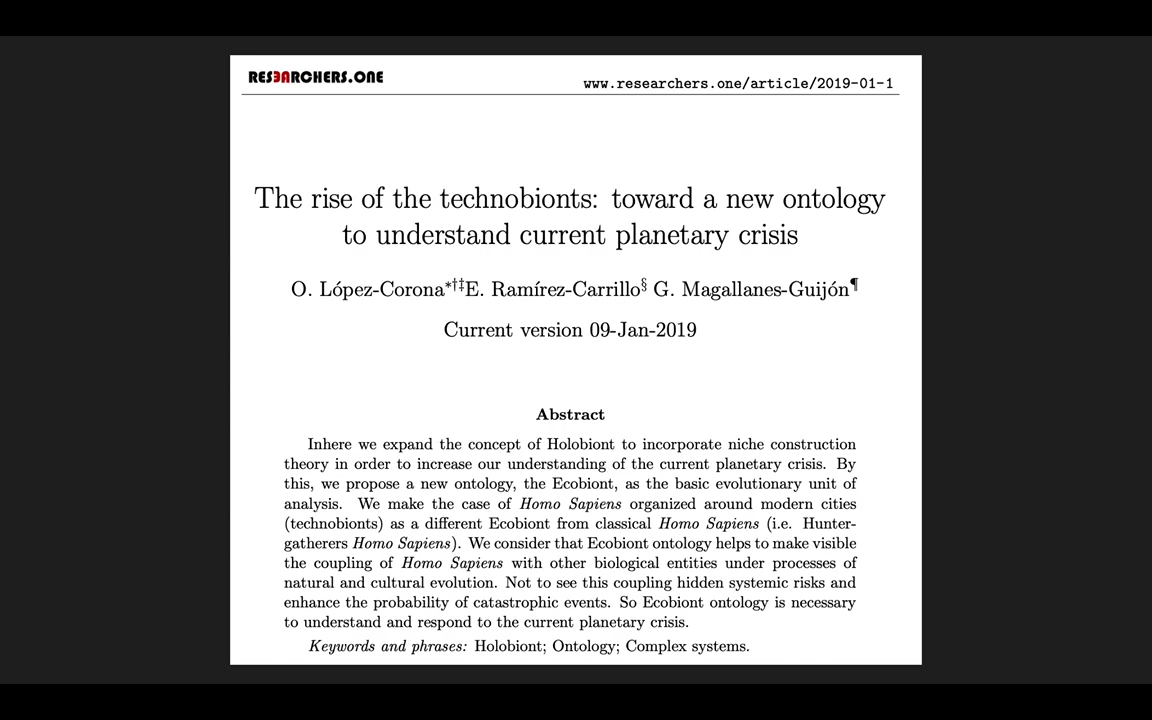 RESEARCHERS.ONE
www.researchers.one/article/2019-01-1
The rise of the technobionts: toward a new ontology
to understand current planetary crisis
O. López-Corona*†‡E. Ramírez-Carrillo§ G. Magallanes-Guijón¶
Current version 09-Jan-2019
Abstract
Inhere we expand the concept of Holobiont to incorporate niche construction
theory in order to increase our understanding of the current planetary crisis. By
this, we propose a new ontology, the Ecobiont, as the basic evolutionary unit of
analysis. We make the case of Homo Sapiens organized around modern cities
(technobionts) as a different Ecobiont from classical Homo Sapiens (i.e. Hunter-
gatherers Homo Sapiens). We consider that Ecobiont ontology helps to make visible
the coupling of Homo Sapiens with other biological entities under processes of
natural and cultural evolution. Not to see this coupling hidden systemic risks and
enhance the probability of catastrophic events. So Ecobiont ontology is necessary
to understand and respond to the current planetary crisis.
Keywords and phrases: Holobiont; Ontology; Complex systems.